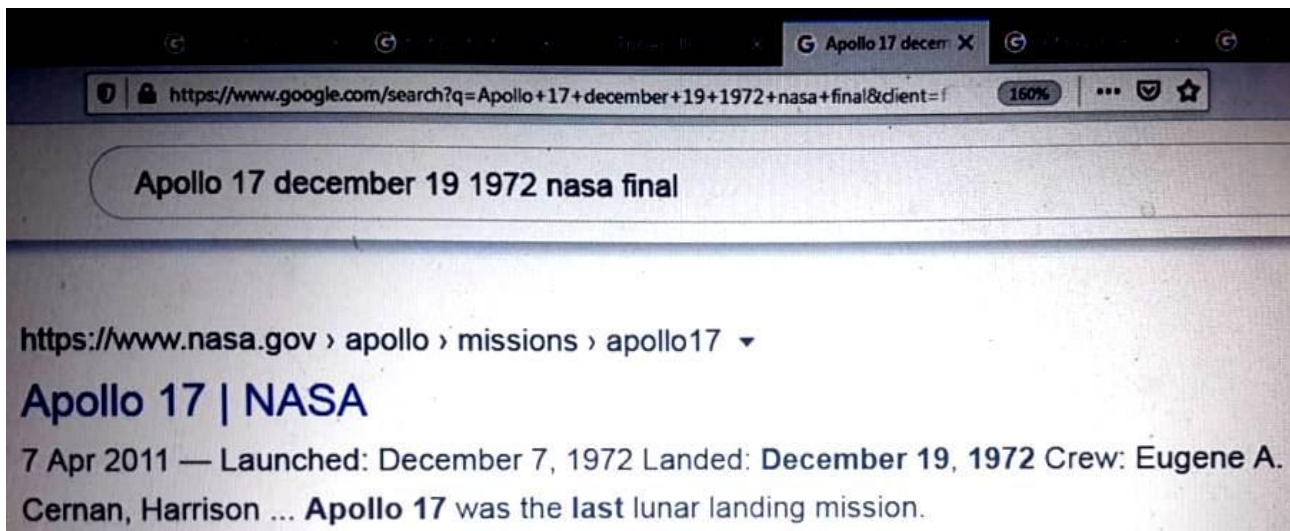 Apollo 17 decem
https://www.google.com/search?q=Apollo+17+december+19+1972+nasa+final&client=f 160%
Apollo 17 december 19 1972 nasa final
https://www.nasa.gov › apollo › missions › apollo17
Apollo 17 | NASA
7 Apr 2011 — Launched: December 7, 1972 Landed: December 19, 1972 Crew: Eugene A.
Cernan, Harrison ... Apollo 17 was the last lunar landing mission.